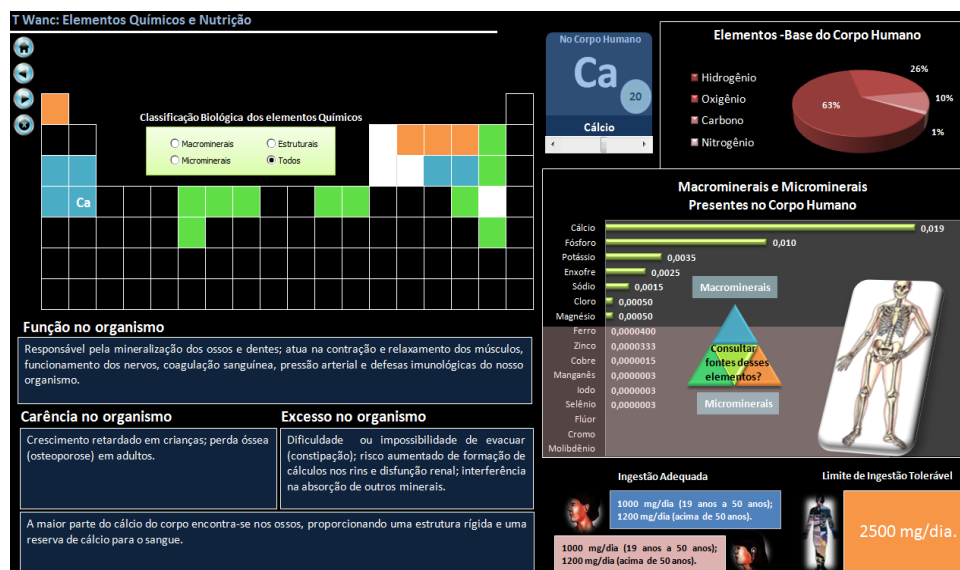 T Wanc: Elementos Químicos e Nutrição
Classificação Biológica dos elementos Químicos
Macrominerais
Estruturais
Microminerais
Todos
Ca
No Corpo Humano
Ca
20
Cálcio
Elementos -Base do Corpo Humano
Hidrogênio
Oxigênio
Carbono
Nitrogênio
63%
26%
10%
1%
Macrominerais e Microminerais
Presentes no Corpo Humano
Cálcio 0,019
Fósforo 0,010
Potássio 0,0035
Enxofre 0,0025
Sódio 0,0015
Cloro 0,00050
Magnésio 0,00050
Ferro 0,0000400
Zinco 0,0000333
Cobre 0,0000015
Manganês 0,0000003
Iodo 0,0000003
Selênio 0,0000003
Flúor
Cromo
Molibdênio
Macrominerais
Consultar
fontes desses
elementos?
Microminerais
Função no organismo
Responsável pela mineralização dos ossos e dentes; atua na contração e relaxamento dos músculos,
funcionamento dos nervos, coagulação sanguínea, pressão arterial e defesas imunológicas do nosso
organismo.
Carência no organismo
Crescimento retardado em crianças; perda óssea
(osteoporose) em adultos.
Excesso no organismo
Dificuldade ou impossibilidade de evacuar
(constipação); risco aumentado de formação de
cálculos nos rins e disfunção renal; interferência
na absorção de outros minerais.
A maior parte do cálcio do corpo encontra-se nos ossos, proporcionando uma estrutura rígida e uma
reserva de cálcio para o sangue.
Ingestão Adequada
1000 mg/dia (19 anos a 50 anos);
1200 mg/dia (acima de 50 anos).
1000 mg/dia (19 anos a 50 anos);
1200 mg/dia (acima de 50 anos).
Limite de Ingestão Tolerável
2500 mg/dia.